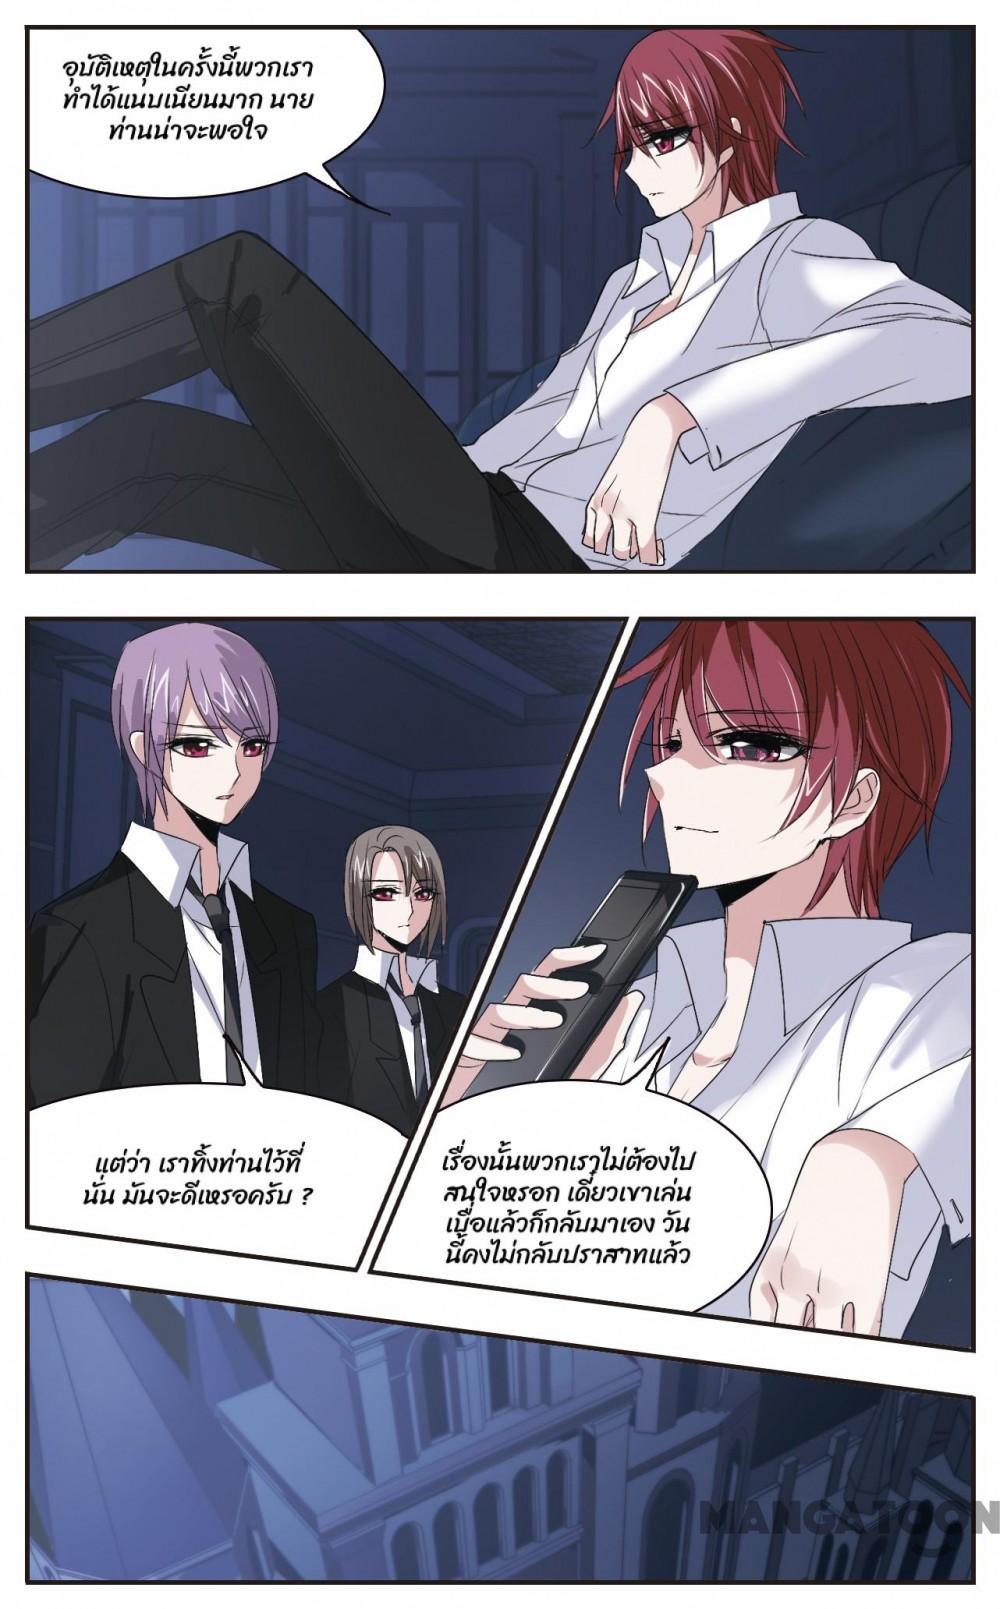 อุบัติเหตุในครั้งนี้พวกเรา
ทำได้แนบเนียนมาก นาย
ท่านน่าจะพอใจ
แต่ว่า เราทิ้งท่านไว้ที่
นั่น มันจะดีเหรอครับ ?
เรื่องนั้นพวกเราไม่ต้องไป
สนใจหรอก เดี๋ยวเขาเล่น
เบื่อแล้วก็กลับมาเอง วัน
นี้คงไม่กลับปราสาทแล้ว
MANGATOON